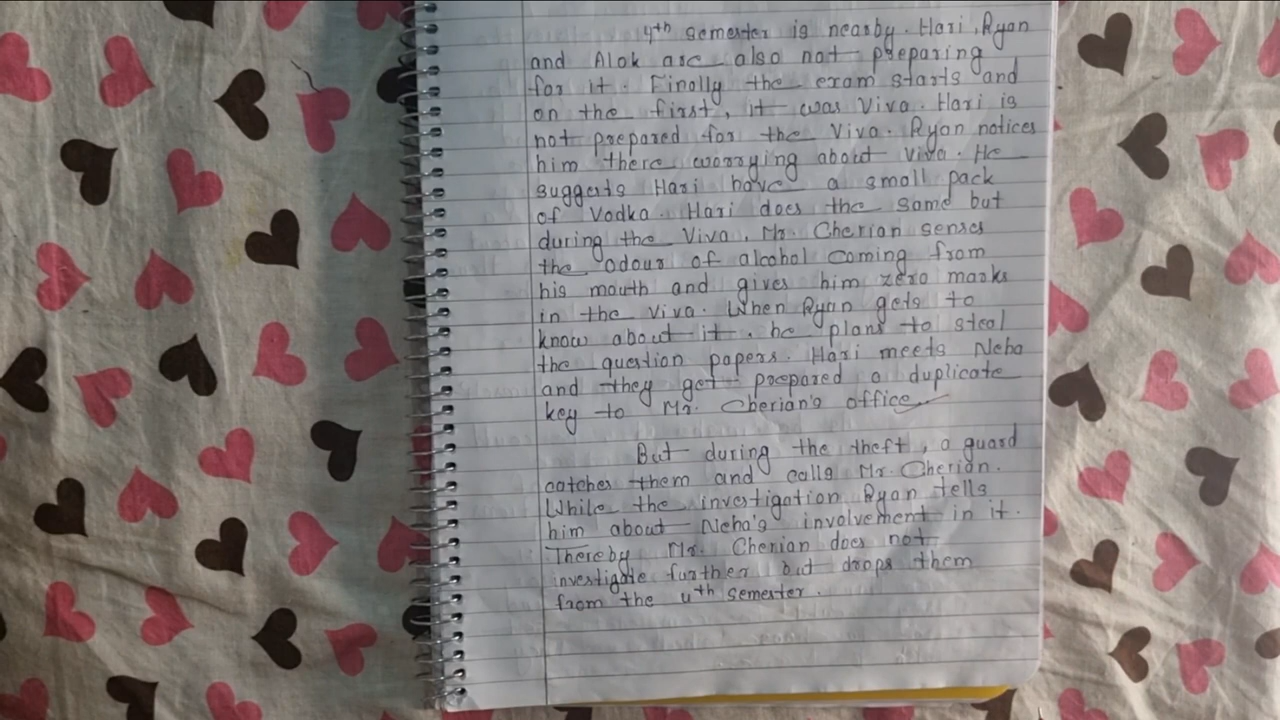 4th semester is nearby. Hari, Ryan
and Alok are also not preparing
for it. Finally the exam starts and
on the first, it was Viva. Hari is
not prepared for the Viva. Ryan notices
him there worrying about Viva. He
suggests Hari have a small pack
of Vodka. Hari does the same but
during the Viva, Mr. Cherian senses
the odour of alcohol coming from
his mouth and gives him zero marks
in the Viva. When Ryan gets to
know about it, he plans to steal
the question papers. Hari meets Neha
and they get prepared a duplicate
key to Mr. Cherian's office
But during the theft, a guard
catches them and calls Mr. Cherian.
While the investigation Ryan tells
him about Neha's involvement in it.
Thereby Mr. Cherian does not
investigate further but drops them
from the 4th semester.